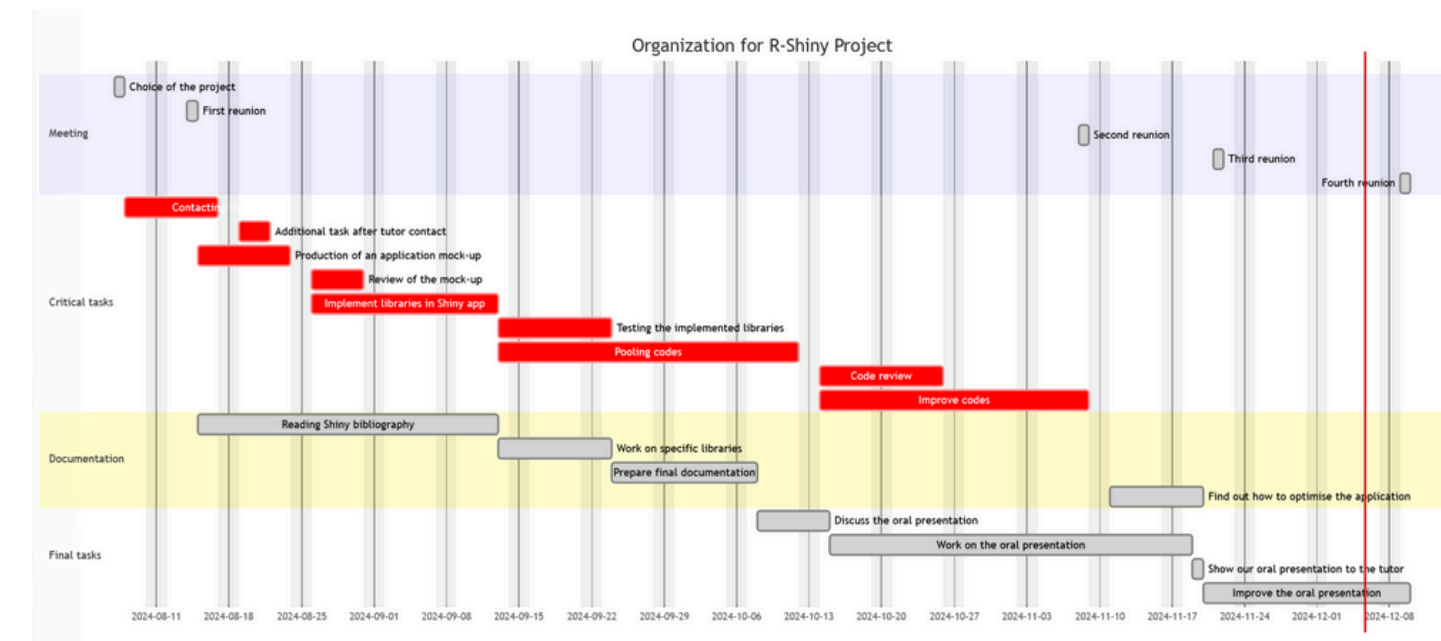 Organization for R-Shiny Project
Meeting
Choice of the project
First reunion
Second reunion
Third reunion
Fourth reunion
Critical tasks
Contacting
Additional task after tutor contact
Production of an application mock-up
Review of the mock-up
Implement libraries in Shiny app
Testing the implemented libraries
Pooling codes
Code review
Improve codes
Documentation
Reading Shiny bibliography
Work on specific libraries
Prepare final documentation
Find out how to optimise the application
Final tasks
Discuss the oral presentation
Work on the oral presentation
Show our oral presentation to the tutor
Improve the oral presentation
2024-08-11 2024-08-18 2024-08-25 2024-09-01 2024-09-08 2024-09-15 2024-09-22 2024-09-29 2024-10-06 2024-10-13 2024-10-20 2024-10-27 2024-11-03 2024-11-10 2024-11-17 2024-11-24 2024-12-01 2024-12-08